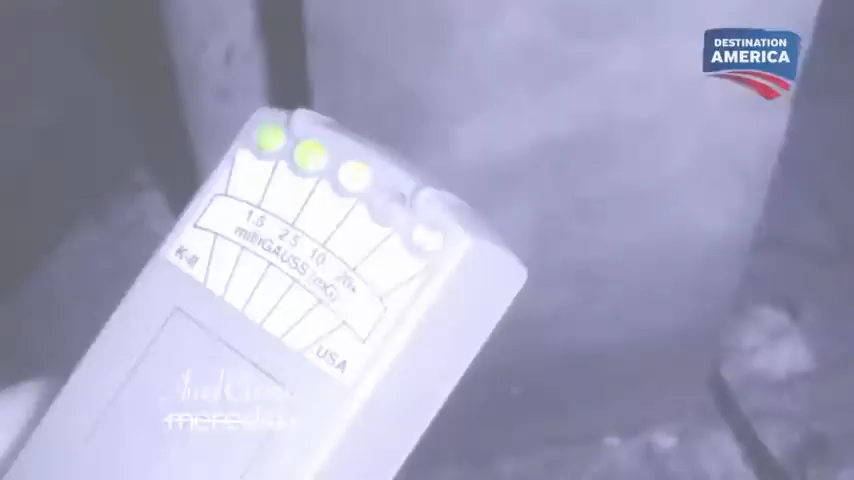 DESTINATION
AMERICA
1.5 2.5 10 20+
milliGAUSS (mG)
K-II
USA